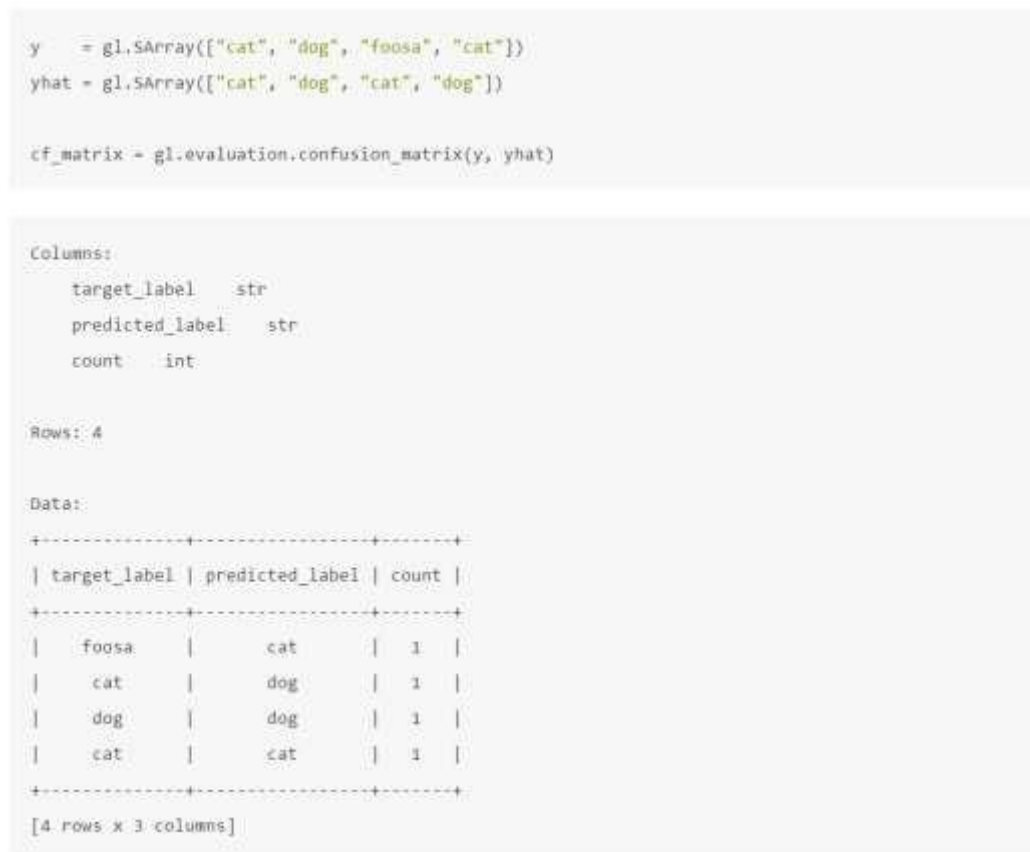 y    = gl.SArray(["cat", "dog", "foosa", "cat"])
yhat = gl.SArray(["cat", "dog", "cat", "dog"])
cf_matrix = gl.evaluation.confusion_matrix(y, yhat)
Columns:
    target_label    str
    predicted_label    str
    count    int
Rows: 4
Data:
+--------------+-----------------+-------+
| target_label | predicted_label | count |
+--------------+-----------------+-------+
|    foosa     |       cat       |   1   |
|     cat      |       dog       |   1   |
|     dog      |       dog       |   1   |
|     cat      |       cat       |   1   |
+--------------+-----------------+-------+
[4 rows x 3 columns]